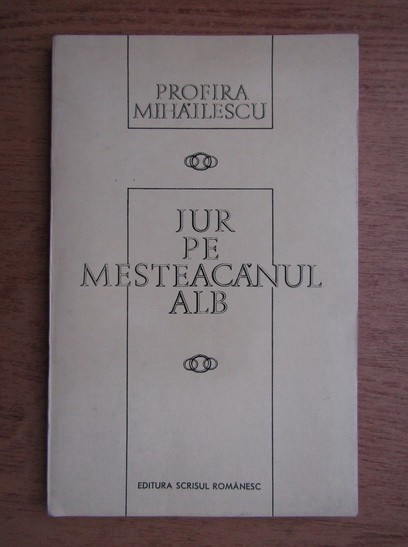 PROFIRA
MIHĂILESCU
JUR
PE
MESTEACĂNUL
ALB
EDITURA SCRISUL ROMÂNESC